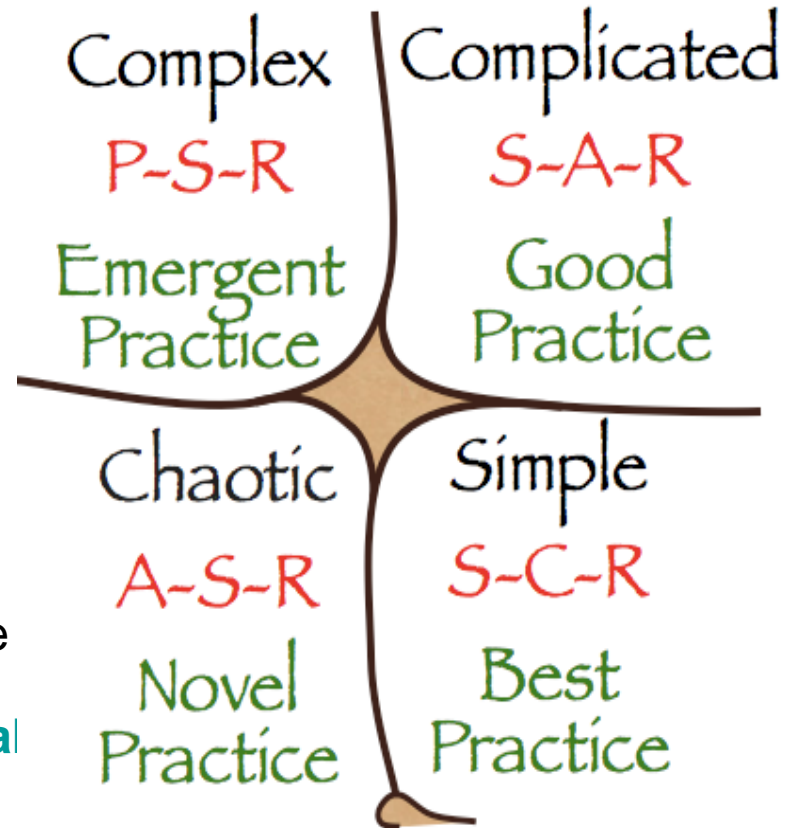 Complex
P-S-R
Emergent
Practice
Complicated
S-A-R
Good
Practice
Chaotic
A-S-R
Novel
Practice
Simple
S-C-R
Best
Practice